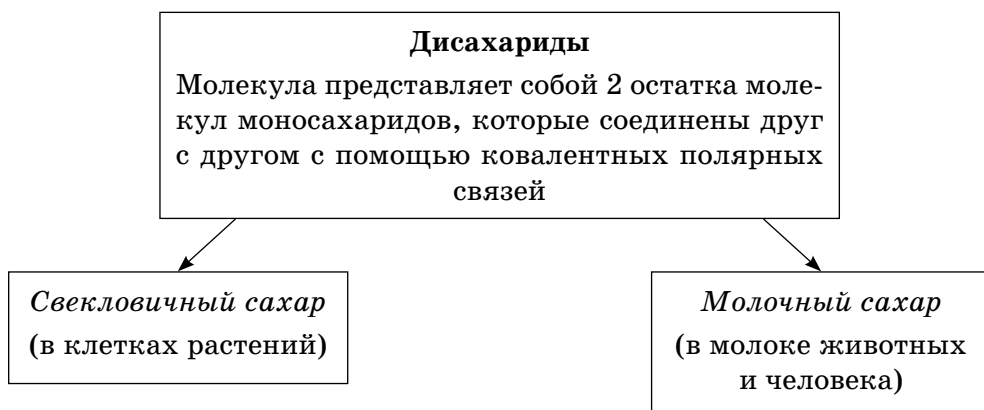 Дисахариды
Молекула представляет собой 2 остатка моле-
кул моносахаридов, которые соединены друг
с другом с помощью ковалентных полярных
связей
Свекловичный сахар
(в клетках растений)
Молочный сахар
(в молоке животных
и человека)